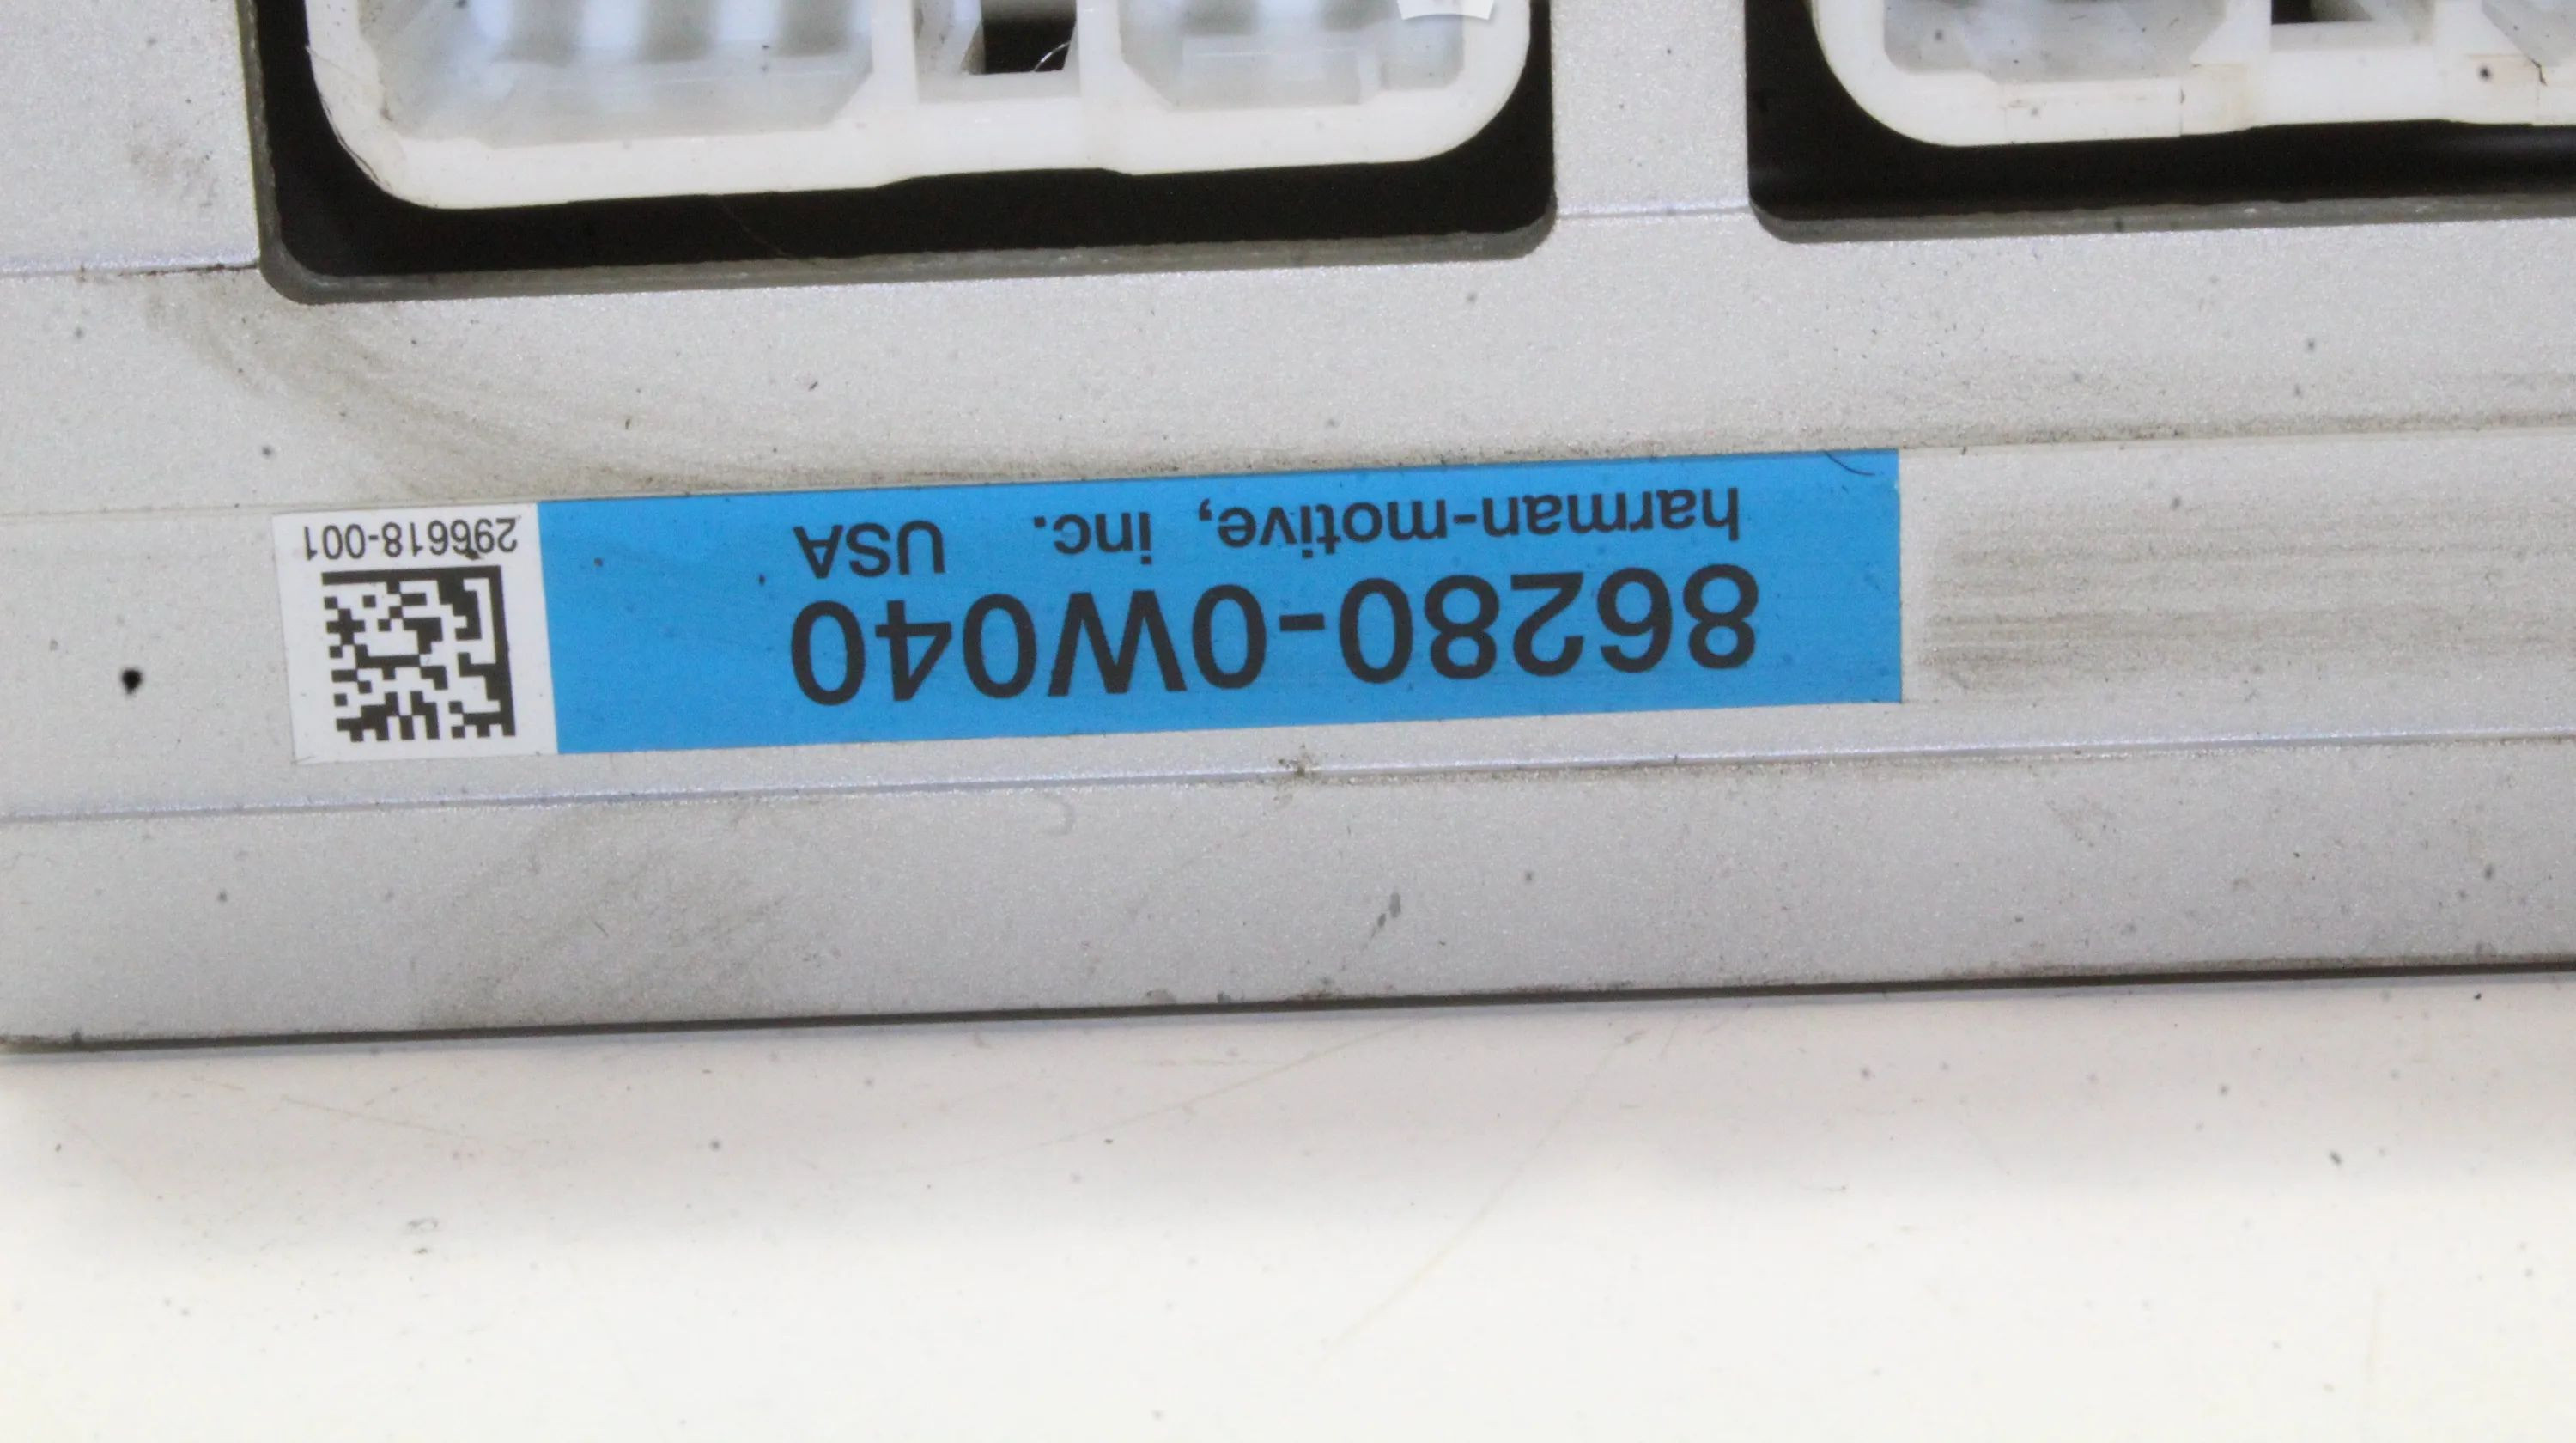 86280-0W040
harman-motive, inc. USA
296618-001